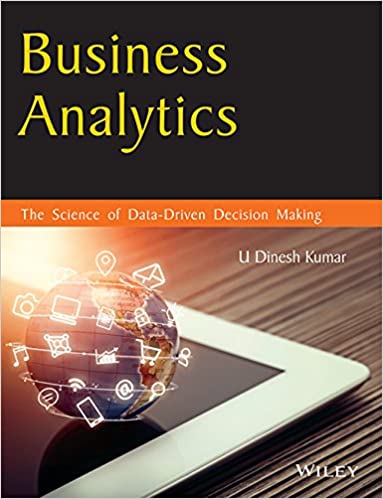 Business
Analytics
The Science of Data-Driven Decision Making
U Dinesh Kumar
WILEY